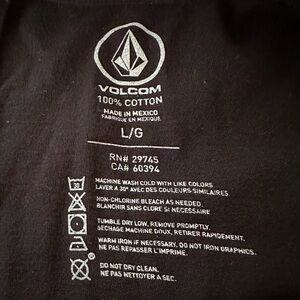 VOLCOM
100% COTTON
MADE IN MEXICO
FABRIQUÉ EN MEXIQUE
L/G
RN# 29745
CA# 60394
MACHINE WASH COLD WITH LIKE COLORS
LAVER A 30° AVEC DES COULEURS SIMILAIRES
NON-CHLORINE BLEACH AS NEEDED.
BLANCHIR SANS CLORE SI NECESSAIRE
TUMBLE DRY LOW, REMOVE PROMPTLY.
SECHAGE MACHINE DOUX, RETIRER RAPIDEMENT.
WARM IRON IF NECESSARY. DO NOT IRON GRAPHICS.
NE PAS REPASSER L'IMPRIME.
DO NOT DRY CLEAN.
NE PAS NETTOYER A SEC.